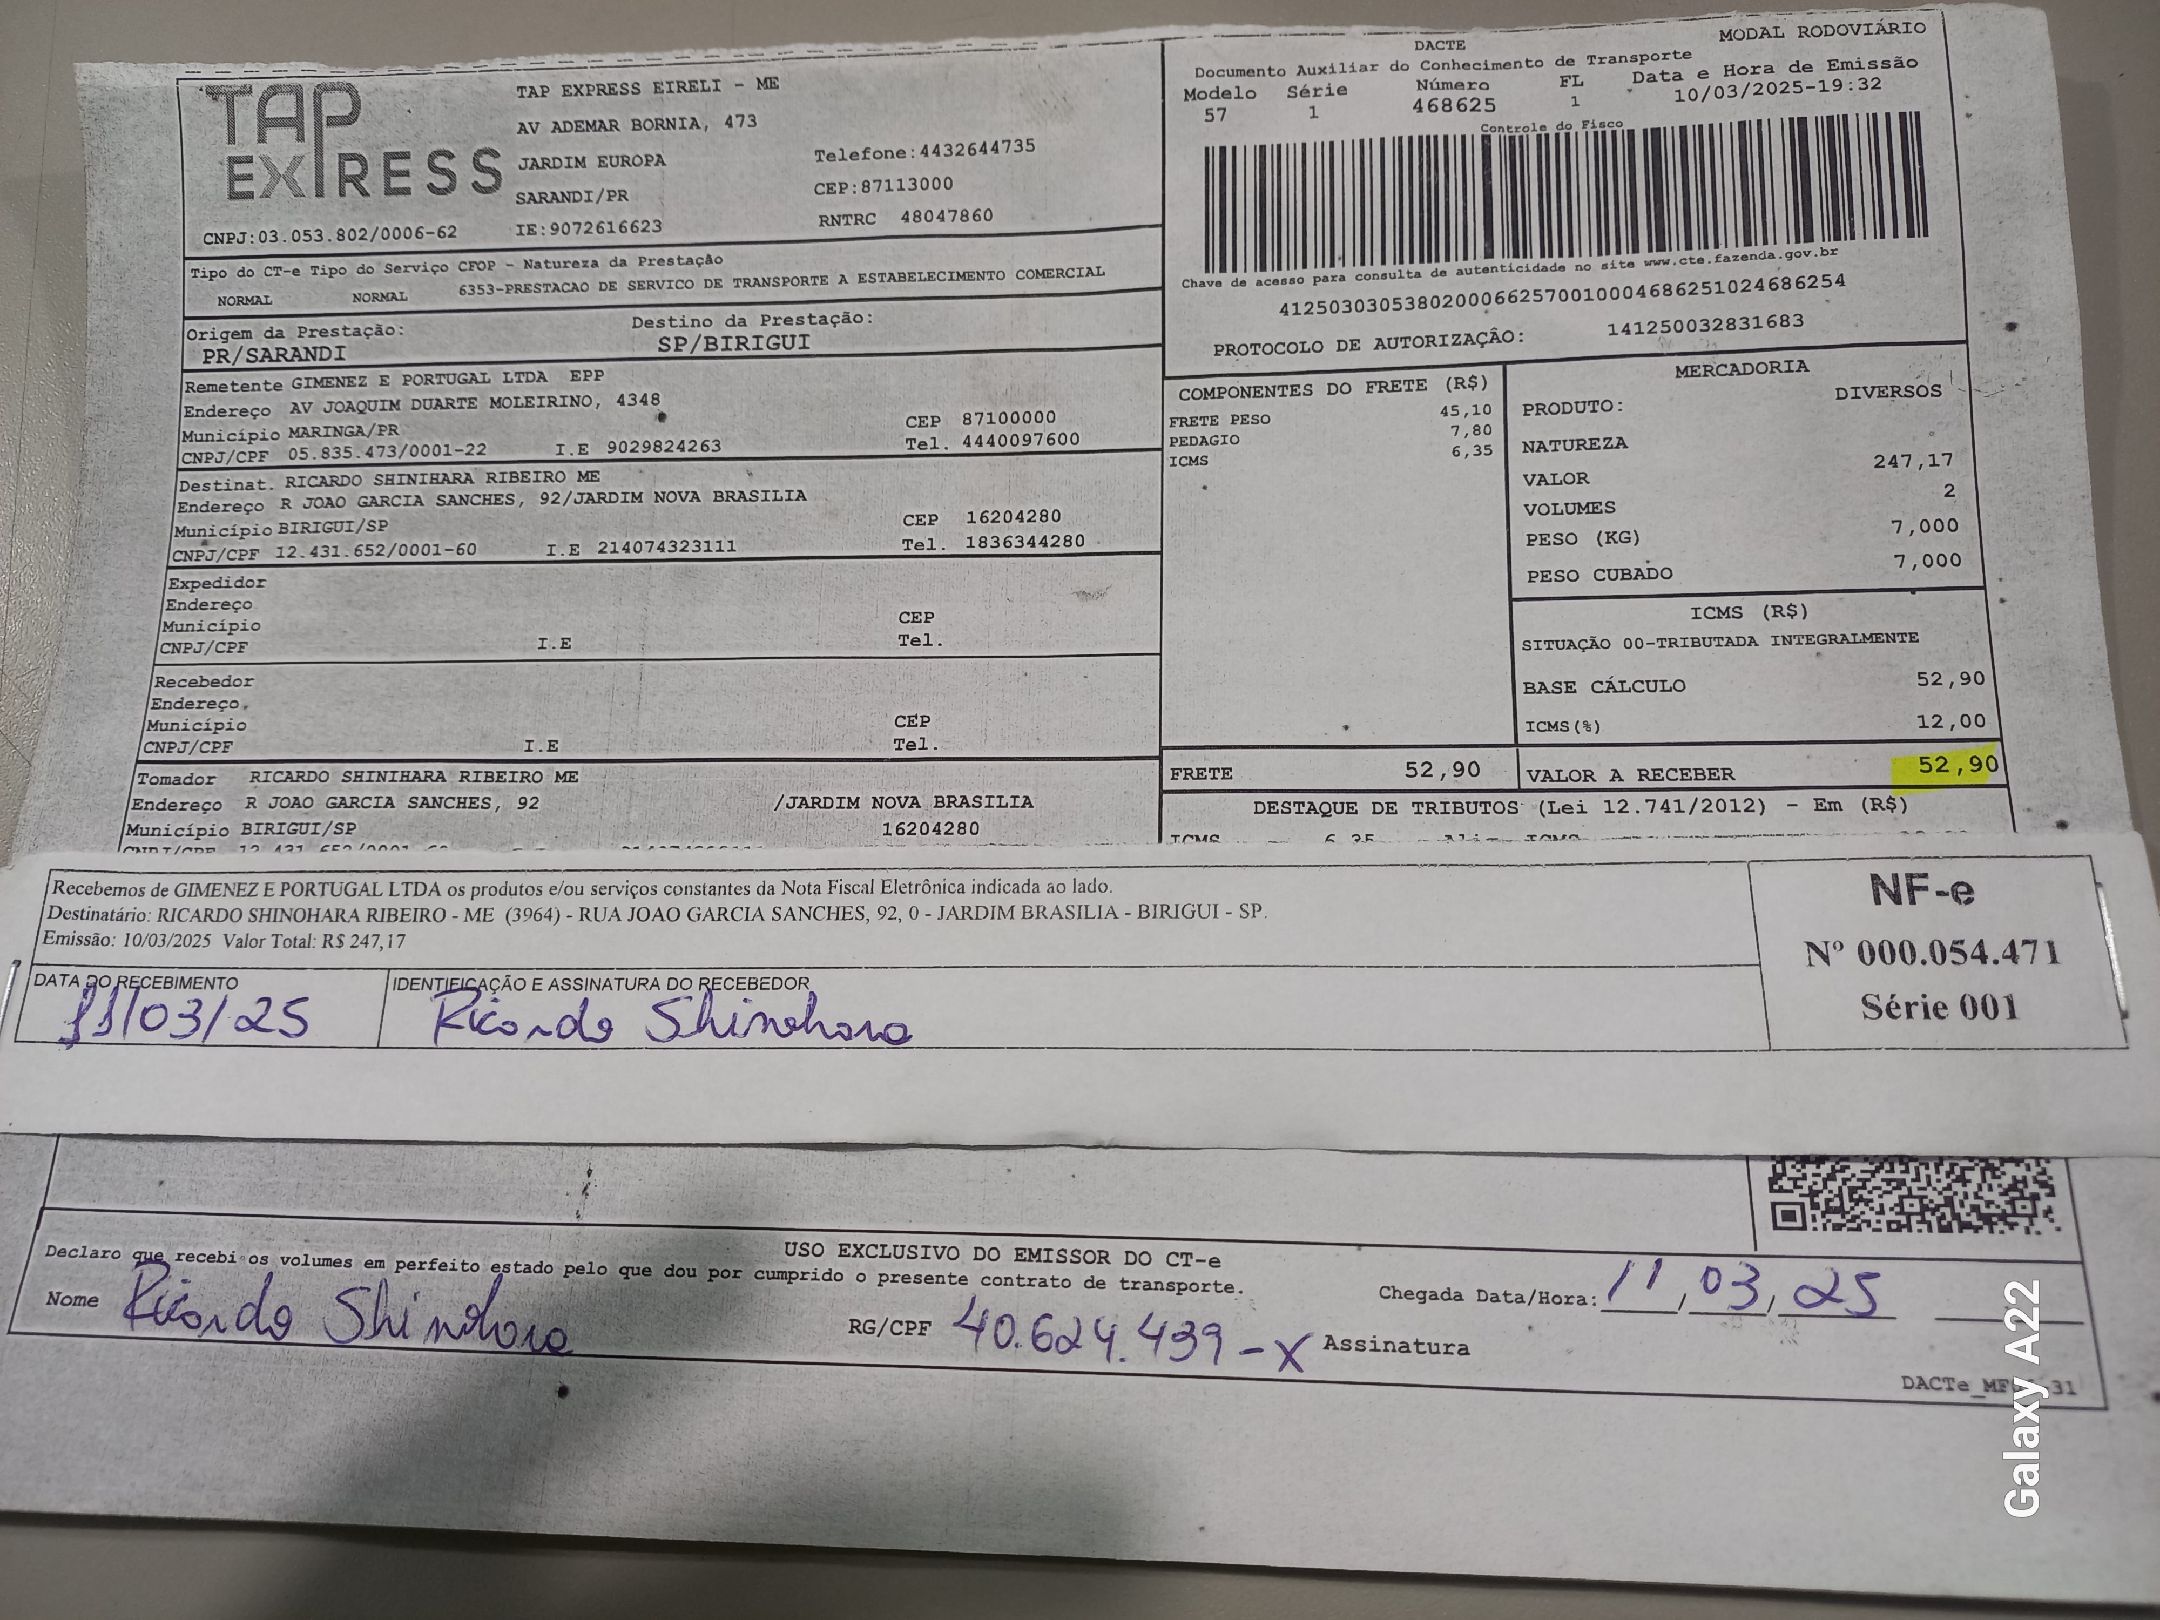 TAP EXPRESS
TAP EXPRESS EIRELI - ME
AV ADEMAR BORNIA, 473
JARDIM EUROPA
Telefone:4432644735
SARANDI/PR
CEP:87113000
CNPJ:03.053.802/0006-62
IE:9072616623
RNTRC 48047860
MODAL RODOVIÁRIO
DACTE
Documento Auxiliar do Conhecimento de Transporte
Modelo Série Número FL Data e Hora de Emissão
57 1 468625 1 10/03/2025-19:32
Controle do Fisco
Chave de acesso para consulta de autenticidade no site www.cte.fazenda.gov.br
41250303053802000662570010004686251024686254
PROTOCOLO DE AUTORIZAÇÂO: 141250032831683
Tipo do CT-e Tipo do Serviço CFOP - Natureza da Prestação
NORMAL NORMAL 6353-PRESTACAO DE SERVICO DE TRANSPORTE A ESTABELECIMENTO COMERCIAL
Origem da Prestação: Destino da Prestação:
PR/SARANDI SP/BIRIGUI
Remetente GIMENEZ E PORTUGAL LTDA EPP
Endereço AV JOAQUIM DUARTE MOLEIRINO, 4348
Município MARINGA/PR CEP 87100000
CNPJ/CPF 05.835.473/0001-22 I.E 9029824263 Tel. 4440097600
Destinat. RICARDO SHINIHARA RIBEIRO ME
Endereço R JOAO GARCIA SANCHES, 92/JARDIM NOVA BRASILIA
Município BIRIGUI/SP CEP 16204280
CNPJ/CPF 12.431.652/0001-60 I.E 214074323111 Tel. 1836344280
Expedidor
Endereço
Município CEP
CNPJ/CPF I.E Tel.
Recebedor
Endereço
Município CEP
CNPJ/CPF I.E Tel.
Tomador RICARDO SHINIHARA RIBEIRO ME
Endereço R JOAO GARCIA SANCHES, 92 /JARDIM NOVA BRASILIA
Município BIRIGUI/SP 16204280
COMPONENTES DO FRETE (R$)
FRETE PESO 45,10
PEDAGIO 7,80
ICMS 6,35
MERCADORIA
PRODUTO: DIVERSOS
NATUREZA
VALOR 247,17
VOLUMES 2
PESO (KG) 7,000
PESO CUBADO 7,000
ICMS (R$)
SITUAÇÃO 00-TRIBUTADA INTEGRALMENTE
BASE CÁLCULO 52,90
ICMS(%) 12,00
FRETE 52,90 VALOR A RECEBER 52,90
DESTAQUE DE TRIBUTOS (Lei 12.741/2012) - Em (R$)
Recebemos de GIMENEZ E PORTUGAL LTDA os produtos e/ou serviços constantes da Nota Fiscal Eletrônica indicada ao lado.
Destinatário: RICARDO SHINOHARA RIBEIRO - ME (3964) - RUA JOAO GARCIA SANCHES, 92, 0 - JARDIM BRASILIA - BIRIGUI - SP.
Emissão: 10/03/2025 Valor Total: R$ 247,17
DATA DO RECEBIMENTO IDENTIFICAÇÃO E ASSINATURA DO RECEBEDOR
11/03/25 Ricardo Shinohara
NF-e
Nº 000.054.471
Série 001
USO EXCLUSIVO DO EMISSOR DO CT-e
Declaro que recebi os volumes em perfeito estado pelo que dou por cumprido o presente contrato de transporte.
Chegada Data/Hora: 11, 03, 25
Nome Ricardo Shinohara RG/CPF 40.624.439-X Assinatura
Galaxy A22